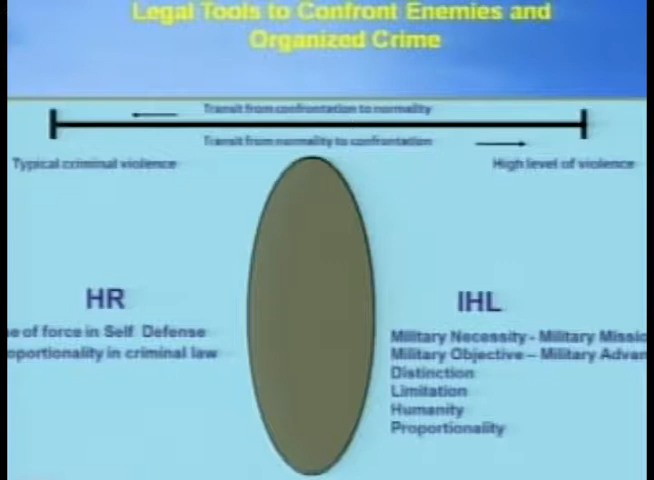 Legal Tools to Confront Enemies and
Organized Crime
Transit from confrontation to normality
Transit from normality to confrontation
Typical criminal violence
High level of violence
HR
e of force in Self Defense
oportionality in criminal law
IHL
Military Necessity - Military Missio
Military Objective – Military Advan
Distinction
Limitation
Humanity
Proportionality